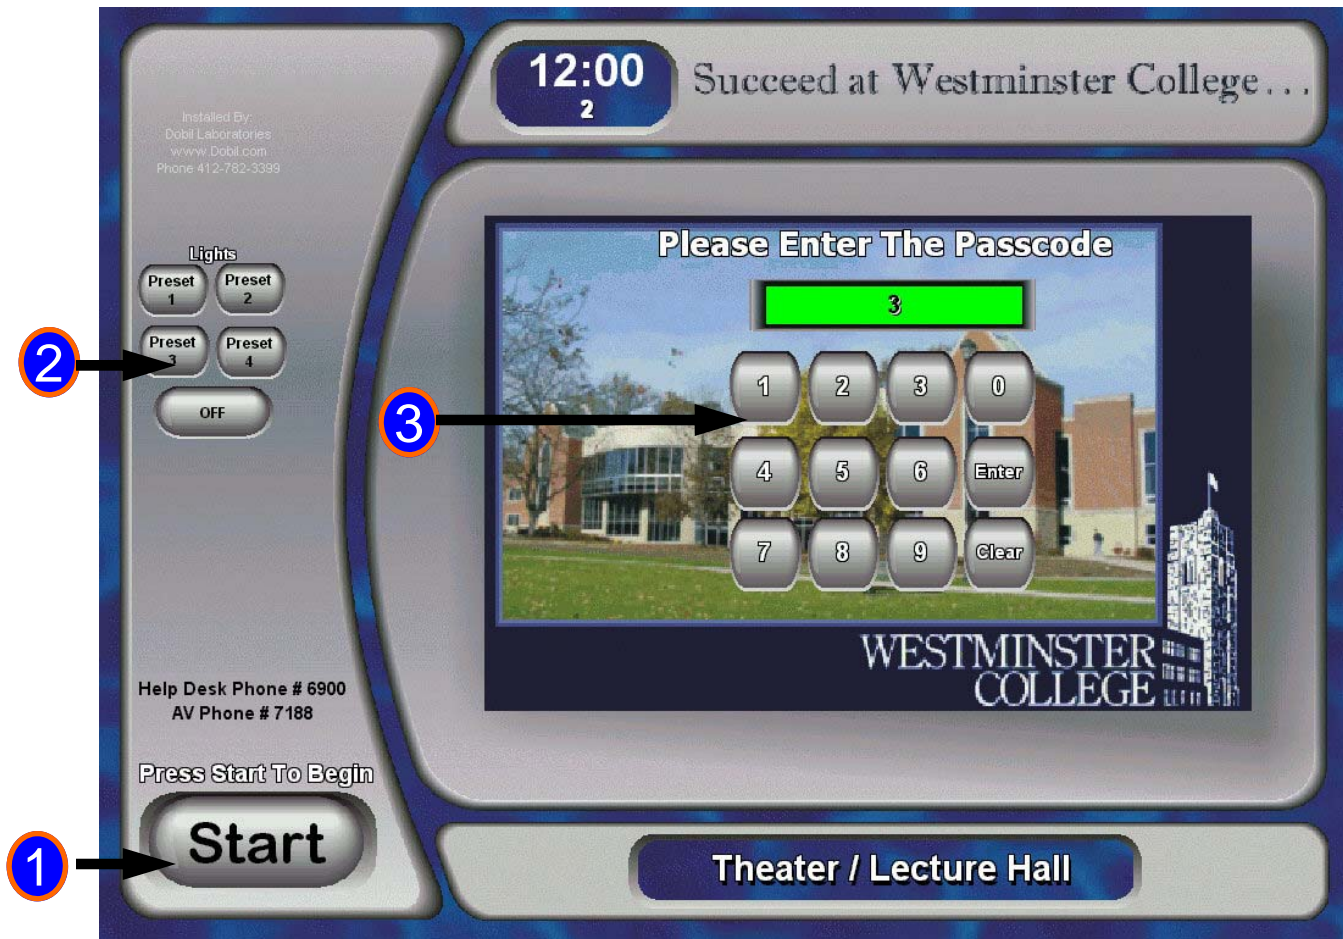 12:00
2
Succeed at Westminster College...
Installed By:
Dobil Laboratories
www.Dobil.com
Phone 412-782-3399
Lights
Preset
1
Preset
2
Preset
3
Preset
4
OFF
2
Please Enter The Passcode
3
1 2 3 0
4 5 6 Enter
7 8 9 Clear
3
WESTMINSTER
COLLEGE
Help Desk Phone # 6900
AV Phone # 7188
Press Start To Begin
Start
1
Theater / Lecture Hall